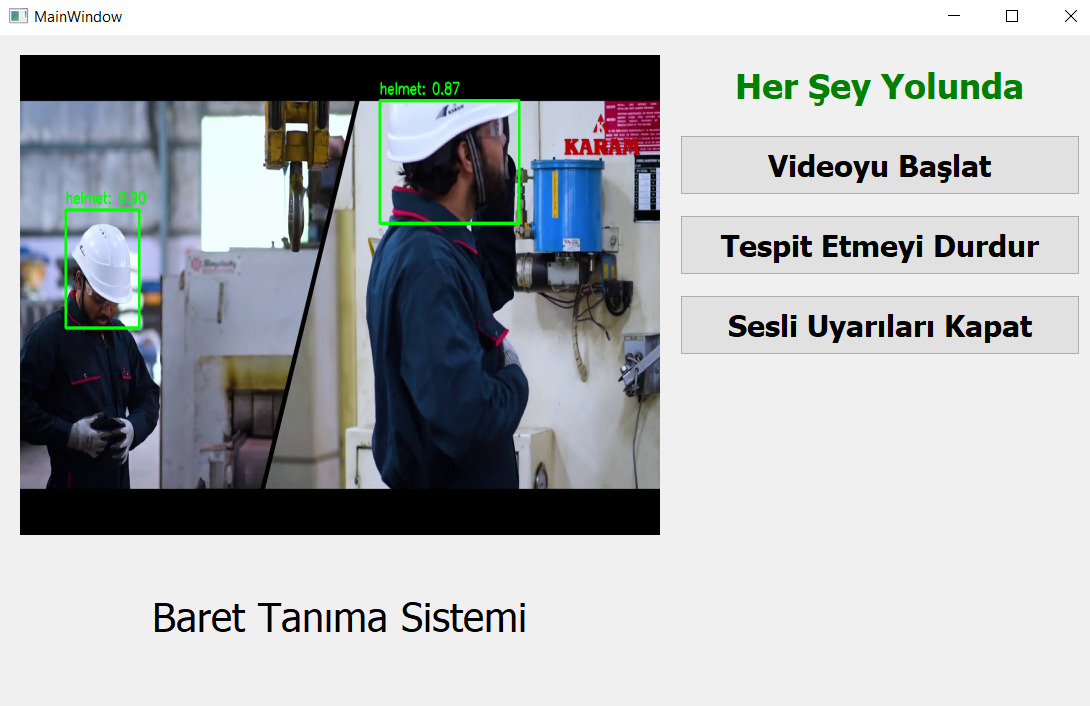 MainWindow
helmet: 0.87
helmet: 0.90
KARAM
Her Şey Yolunda
Videoyu Başlat
Tespit Etmeyi Durdur
Sesli Uyarıları Kapat
Baret Tanıma Sistemi